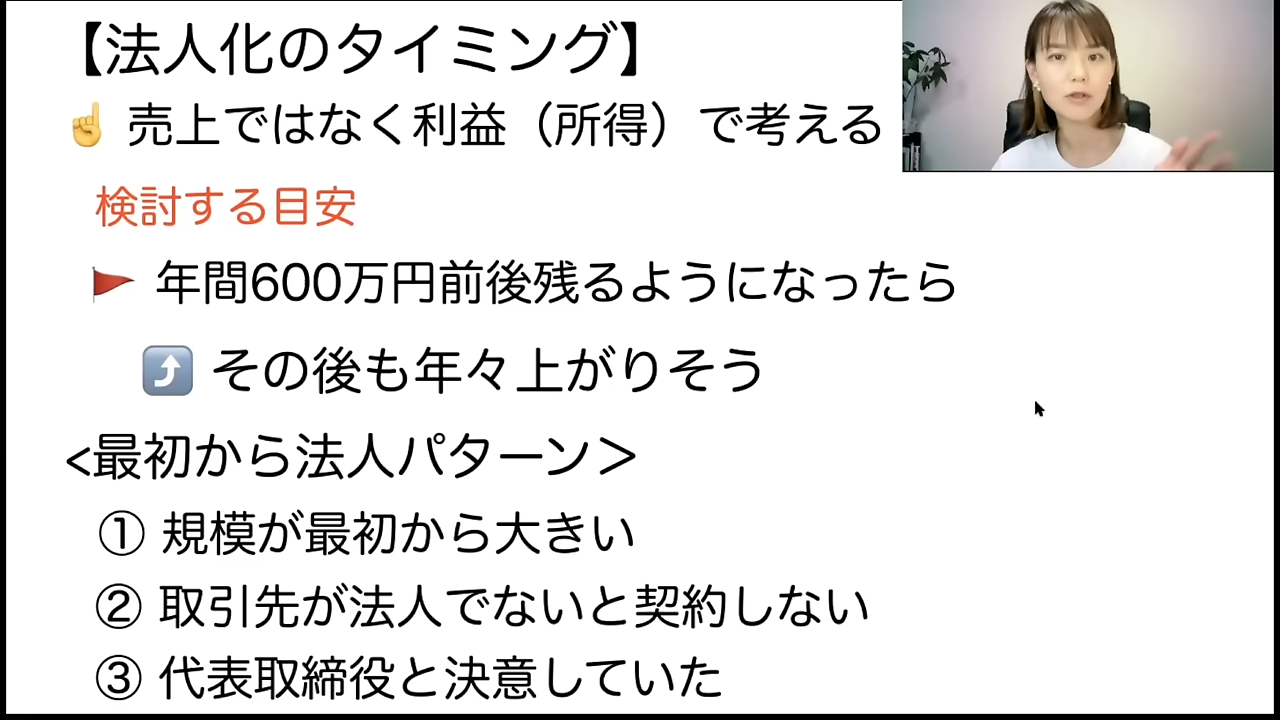 【法人化のタイミング】
☝️ 売上ではなく利益（所得）で考える
検討する目安
🚩 年間600万円前後残るようになったら
⤴️ その後も年々上がりそう
<最初から法人パターン＞
① 規模が最初から大きい
② 取引先が法人でないと契約しない
③ 代表取締役と決意していた